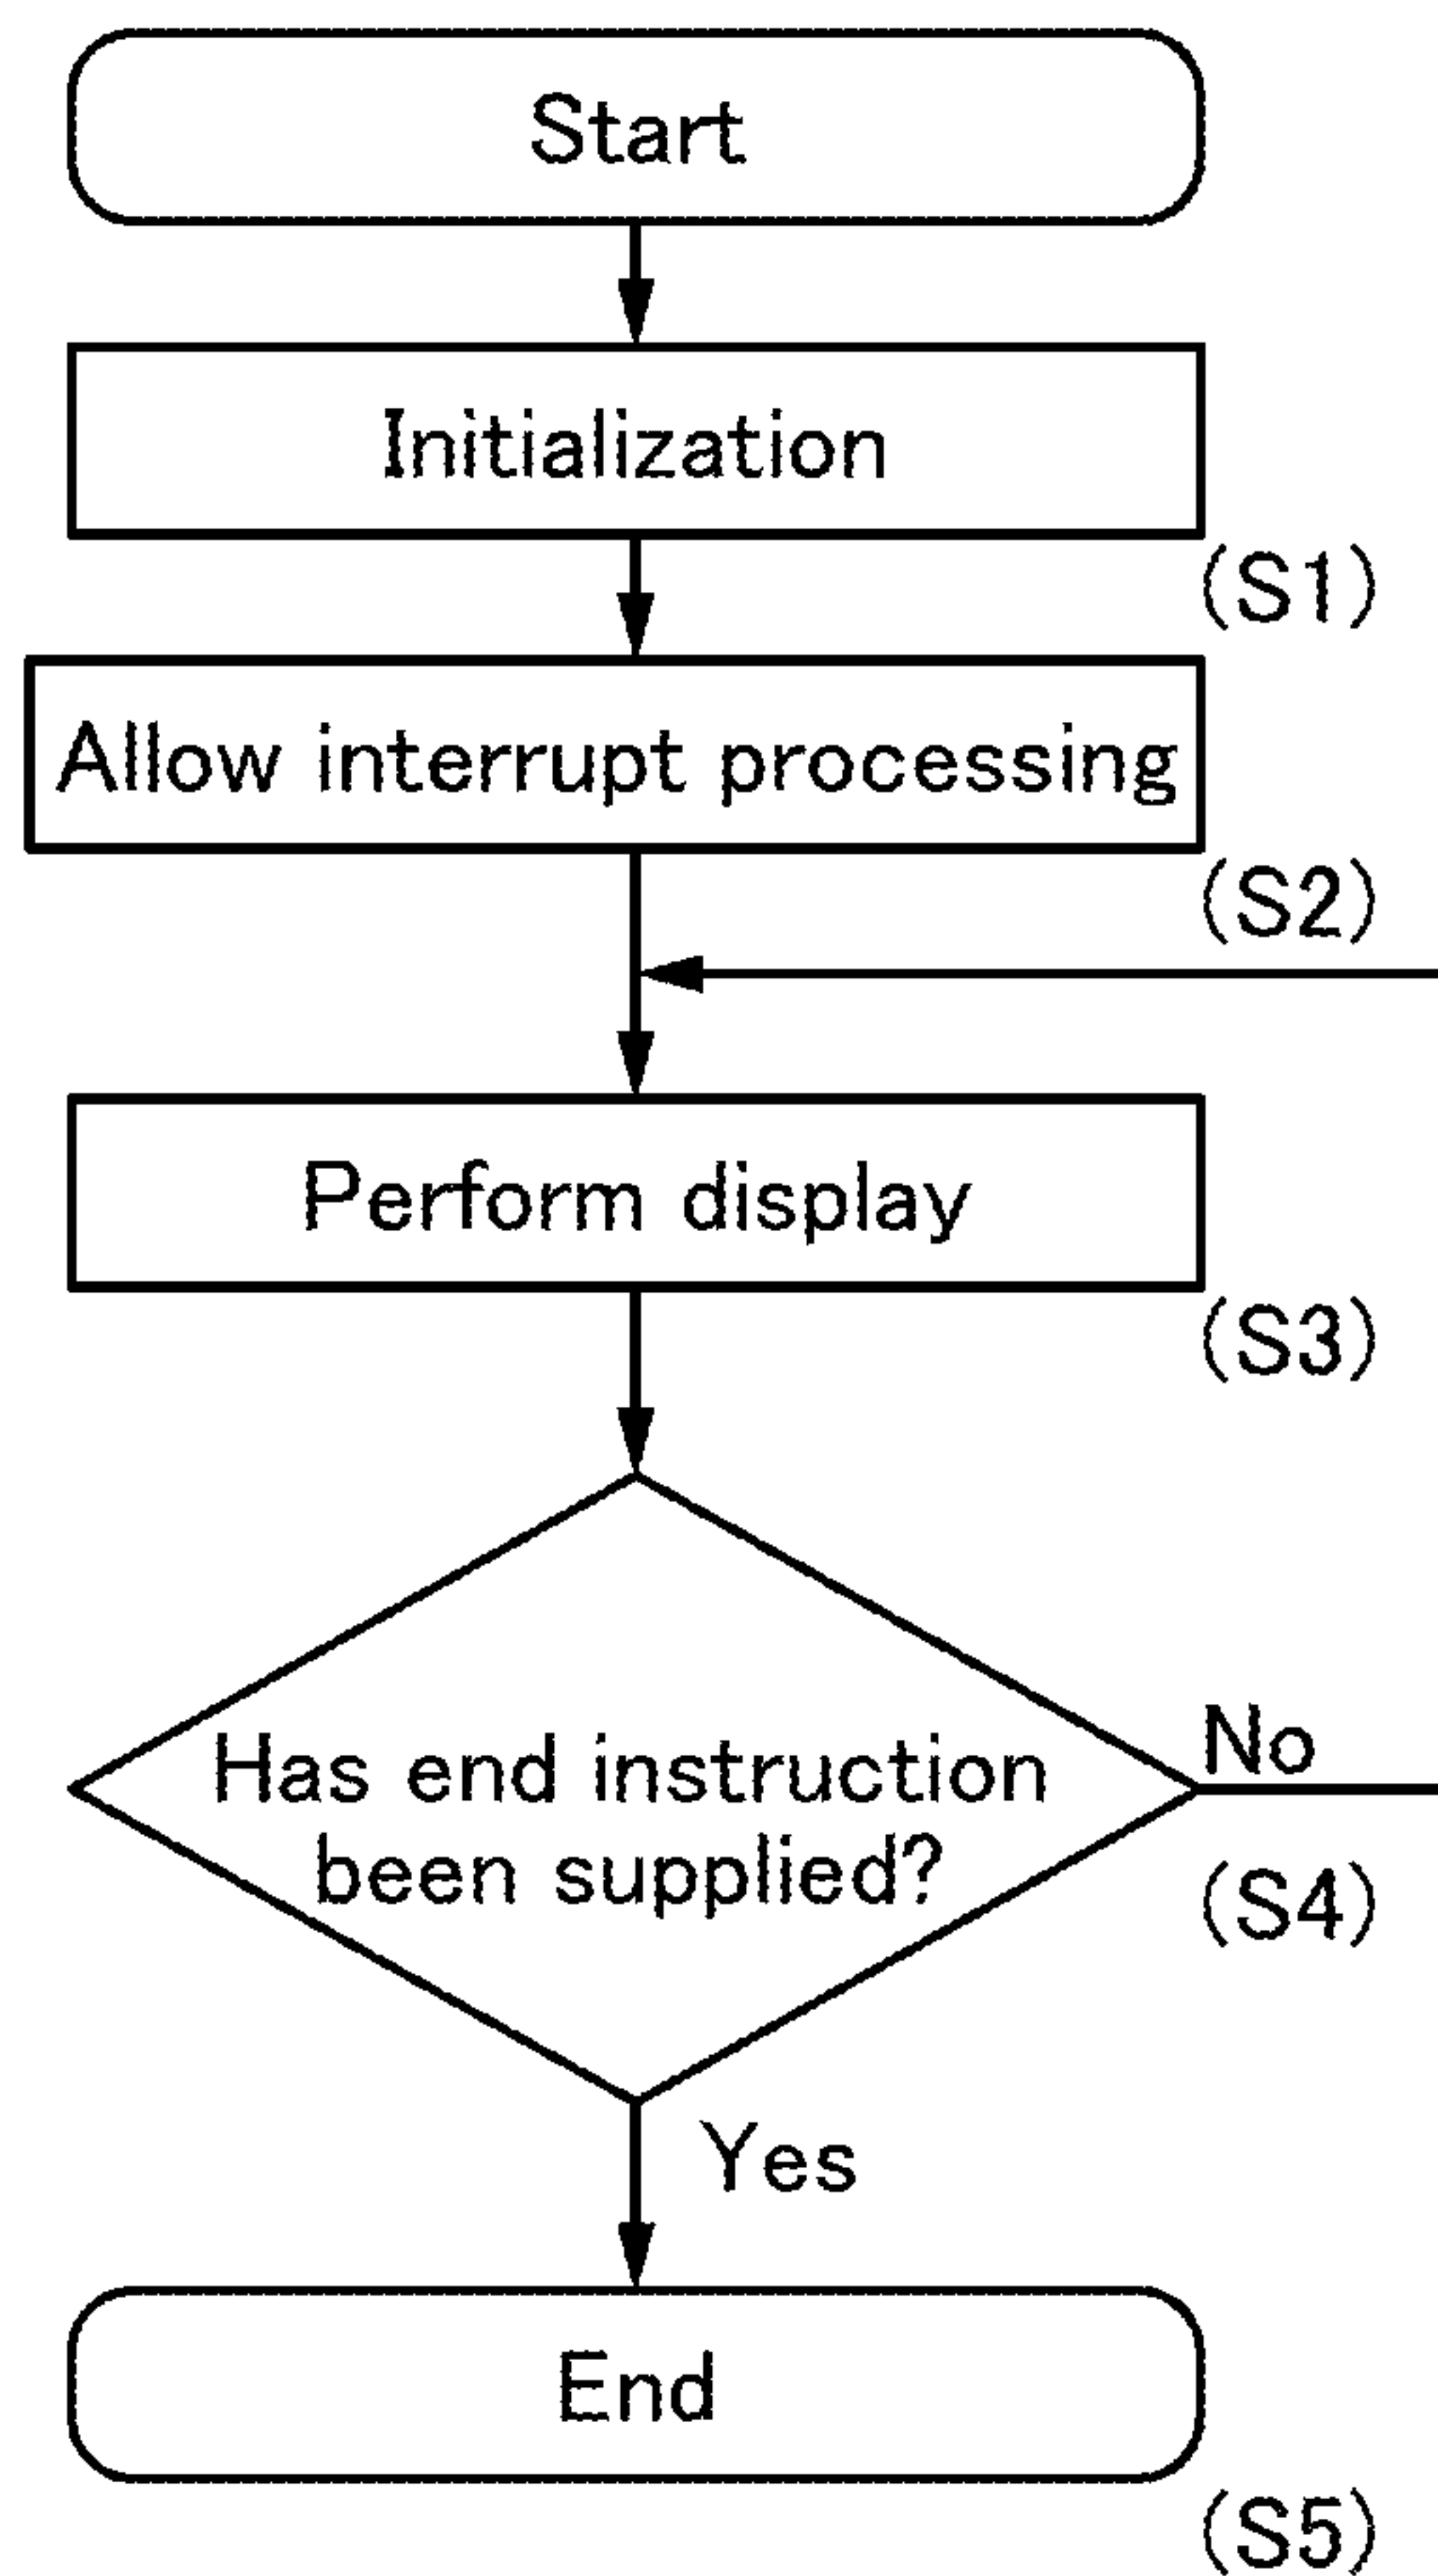 Start
Initialization
(S1)
Allow interrupt processing
(S2)
Perform display
(S3)
Has end instruction
been supplied?
No
(S4)
Yes
End
(S5)